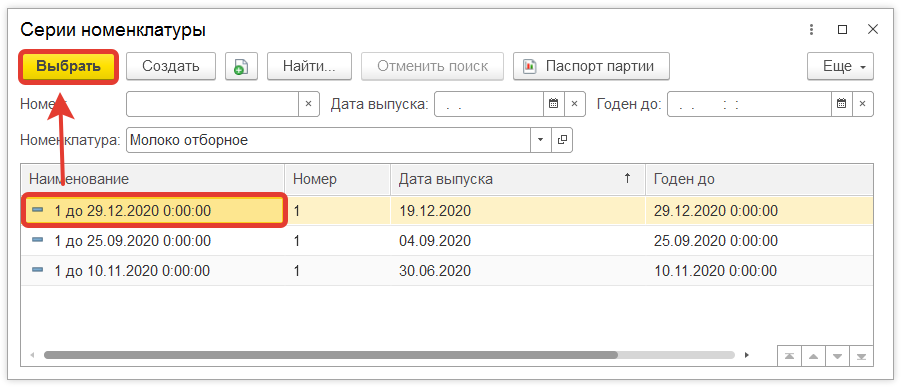 Серии номенклатуры
Выбрать Создать Найти... Отменить поиск Паспорт партии Еще
Номе Дата выпуска: . . Годен до: . . : :
Номенклатура: Молоко отборное
Наименование Номер Дата выпуска Годен до
1 до 29.12.2020 0:00:00 1 19.12.2020 29.12.2020 0:00:00
1 до 25.09.2020 0:00:00 1 04.09.2020 25.09.2020 0:00:00
1 до 10.11.2020 0:00:00 1 30.06.2020 10.11.2020 0:00:00